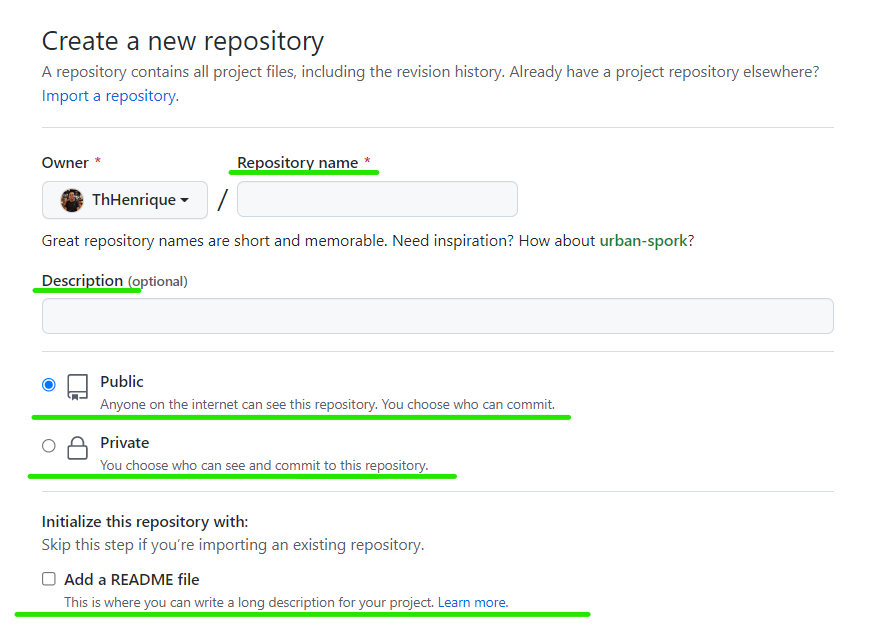 Create a new repository
A repository contains all project files, including the revision history. Already have a project repository elsewhere?
Import a repository.
Owner * Repository name *
ThHenrique /
Great repository names are short and memorable. Need inspiration? How about urban-spork?
Description (optional)
Public
Anyone on the internet can see this repository. You choose who can commit.
Private
You choose who can see and commit to this repository.
Initialize this repository with:
Skip this step if you’re importing an existing repository.
Add a README file
This is where you can write a long description for your project. Learn more.